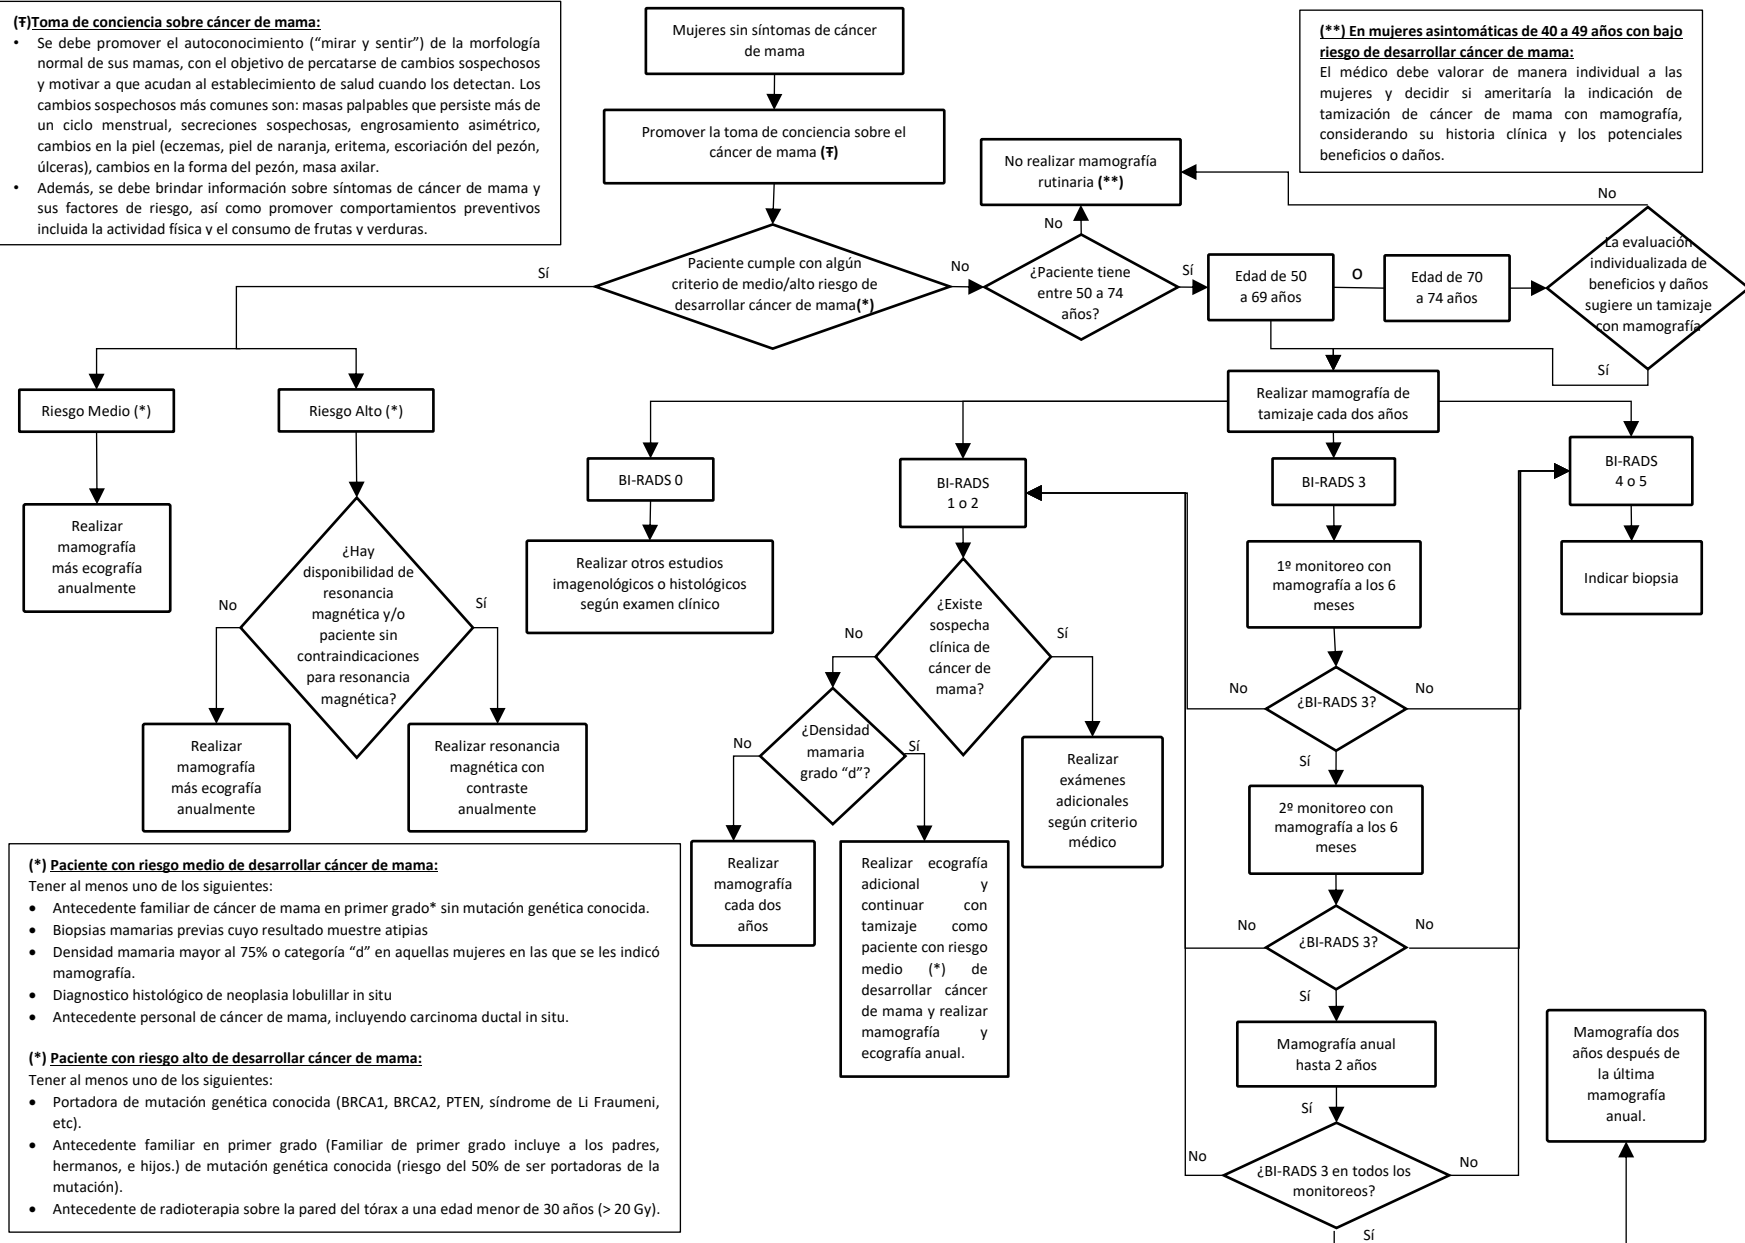 (Ŧ)Toma de conciencia sobre cáncer de mama:
• Se debe promover el autoconocimiento (“mirar y sentir”) de la morfología
normal de sus mamas, con el objetivo de percatarse de cambios sospechosos
y motivar a que acudan al establecimiento de salud cuando los detectan. Los
cambios sospechosos más comunes son: masas palpables que persiste más de
un ciclo menstrual, secreciones sospechosas, engrosamiento asimétrico,
cambios en la piel (eczemas, piel de naranja, eritema, escoriación del pezón,
úlceras), cambios en la forma del pezón, masa axilar.
• Además, se debe brindar información sobre síntomas de cáncer de mama y
sus factores de riesgo, así como promover comportamientos preventivos
incluida la actividad física y el consumo de frutas y verduras.
Mujeres sin síntomas de cáncer
de mama
Promover la toma de conciencia sobre el
cáncer de mama (Ŧ)
(**) En mujeres asintomáticas de 40 a 49 años con bajo
riesgo de desarrollar cáncer de mama:
El médico debe valorar de manera individual a las
mujeres y decidir si ameritaría la indicación de
tamización de cáncer de mama con mamografía,
considerando su historia clínica y los potenciales
beneficios o daños.
No realizar mamografía
rutinaria (**)
No
No
Sí
Paciente cumple con algún
criterio de medio/alto riesgo de
desarrollar cáncer de mama(*)
No
¿Paciente tiene
entre 50 a 74
años?
Sí
Edad de 50
a 69 años
O
Edad de 70
a 74 años
La evaluación
individualizada de
beneficios y daños
sugiere un tamizaje
con mamografía
Sí
Riesgo Medio (*)
Riesgo Alto (*)
Realizar mamografía de
tamizaje cada dos años
BI-RADS 0
BI-RADS
1 o 2
BI-RADS 3
BI-RADS
4 o 5
Realizar
mamografía
más ecografía
anualmente
¿Hay
disponibilidad de
resonancia
magnética y/o
paciente sin
contraindicaciones
para resonancia
magnética?
No
Sí
Realizar otros estudios
imagenológicos o histológicos
según examen clínico
1º monitoreo con
mamografía a los 6
meses
Indicar biopsia
¿Existe
sospecha
clínica de
cáncer de
mama?
No
Sí
No
¿BI-RADS 3?
No
Sí
Realizar
mamografía
más ecografía
anualmente
Realizar resonancia
magnética con
contraste
anualmente
¿Densidad
mamaria
grado “d”?
No
Sí
Realizar
exámenes
adicionales
según criterio
médico
2º monitoreo con
mamografía a los 6
meses
Realizar
mamografía
cada dos
años
Realizar ecografía
adicional y
continuar con
tamizaje como
paciente con riesgo
medio (*) de
desarrollar cáncer
de mama y realizar
mamografía y
ecografía anual.
No
¿BI-RADS 3?
No
Sí
Mamografía anual
hasta 2 años
Sí
No
¿BI-RADS 3 en todos los
monitoreos?
No
Sí
Mamografía dos
años después de
la última
mamografía
anual.
(*) Paciente con riesgo medio de desarrollar cáncer de mama:
Tener al menos uno de los siguientes:
• Antecedente familiar de cáncer de mama en primer grado* sin mutación genética conocida.
• Biopsias mamarias previas cuyo resultado muestre atipias
• Densidad mamaria mayor al 75% o categoría “d” en aquellas mujeres en las que se les indicó
mamografía.
• Diagnostico histológico de neoplasia lobulillar in situ
• Antecedente personal de cáncer de mama, incluyendo carcinoma ductal in situ.
(*) Paciente con riesgo alto de desarrollar cáncer de mama:
Tener al menos uno de los siguientes:
• Portadora de mutación genética conocida (BRCA1, BRCA2, PTEN, síndrome de Li Fraumeni,
etc).
• Antecedente familiar en primer grado (Familiar de primer grado incluye a los padres,
hermanos, e hijos.) de mutación genética conocida (riesgo del 50% de ser portadoras de la
mutación).
• Antecedente de radioterapia sobre la pared del tórax a una edad menor de 30 años (> 20 Gy).